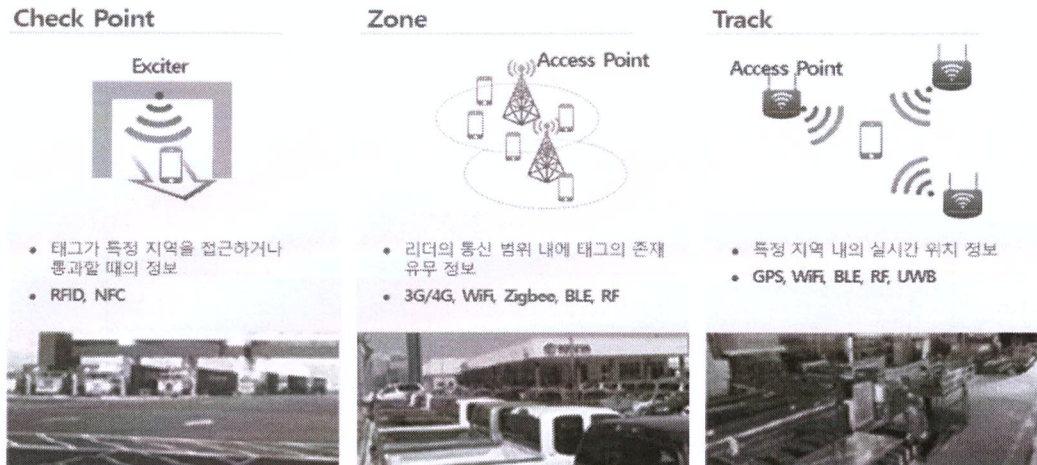 Check Point
Exciter
• 태그가 특정 지역을 접근하거나
통과할 때의 정보
• RFID, NFC
Zone
Access Point
• 리더의 통신 범위 내에 태그의 존재
유무 정보
• 3G/4G, WiFi, Zigbee, BLE, RF
Track
Access Point
• 특정 지역 내의 실시간 위치 정보
• GPS, WiFi, BLE, RF, UWB